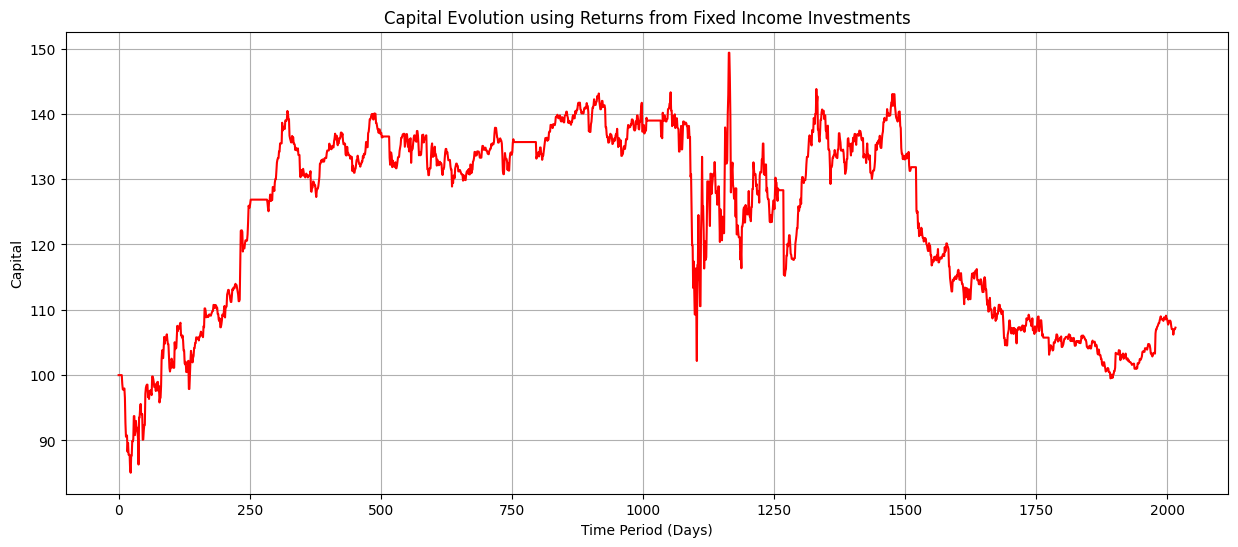 Capital Evolution using Returns from Fixed Income Investments
150
140
130
120
110
100
90
Capital
0 250 500 750 1000 1250 1500 1750 2000
Time Period (Days)